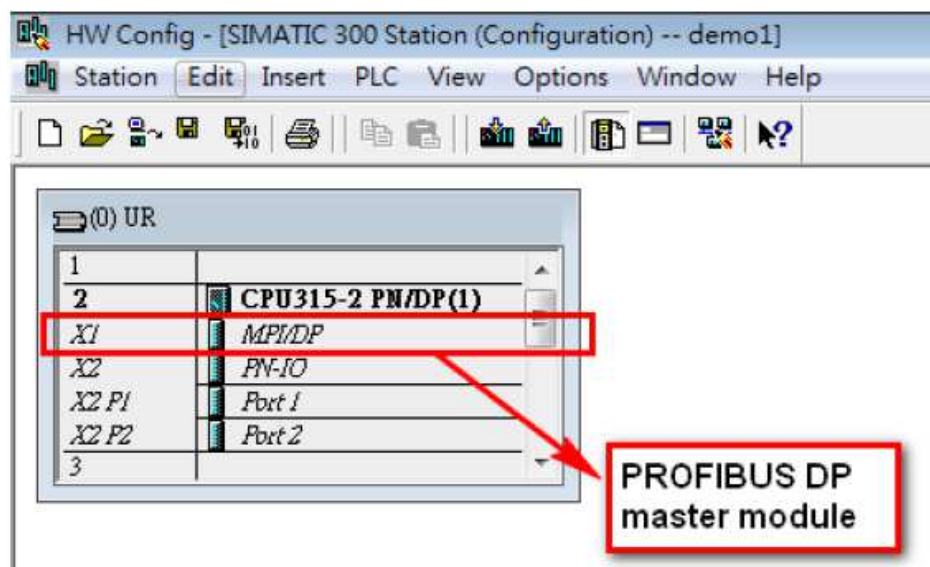 HW Config - [SIMATIC 300 Station (Configuration) -- demo1]
Station Edit Insert PLC View Options Window Help
(0) UR
1
2 CPU315-2 PN/DP(1)
X1 MPI/DP
X2 PN-IO
X2 P1 Port 1
X2 P2 Port 2
3
PROFIBUS DP
master module